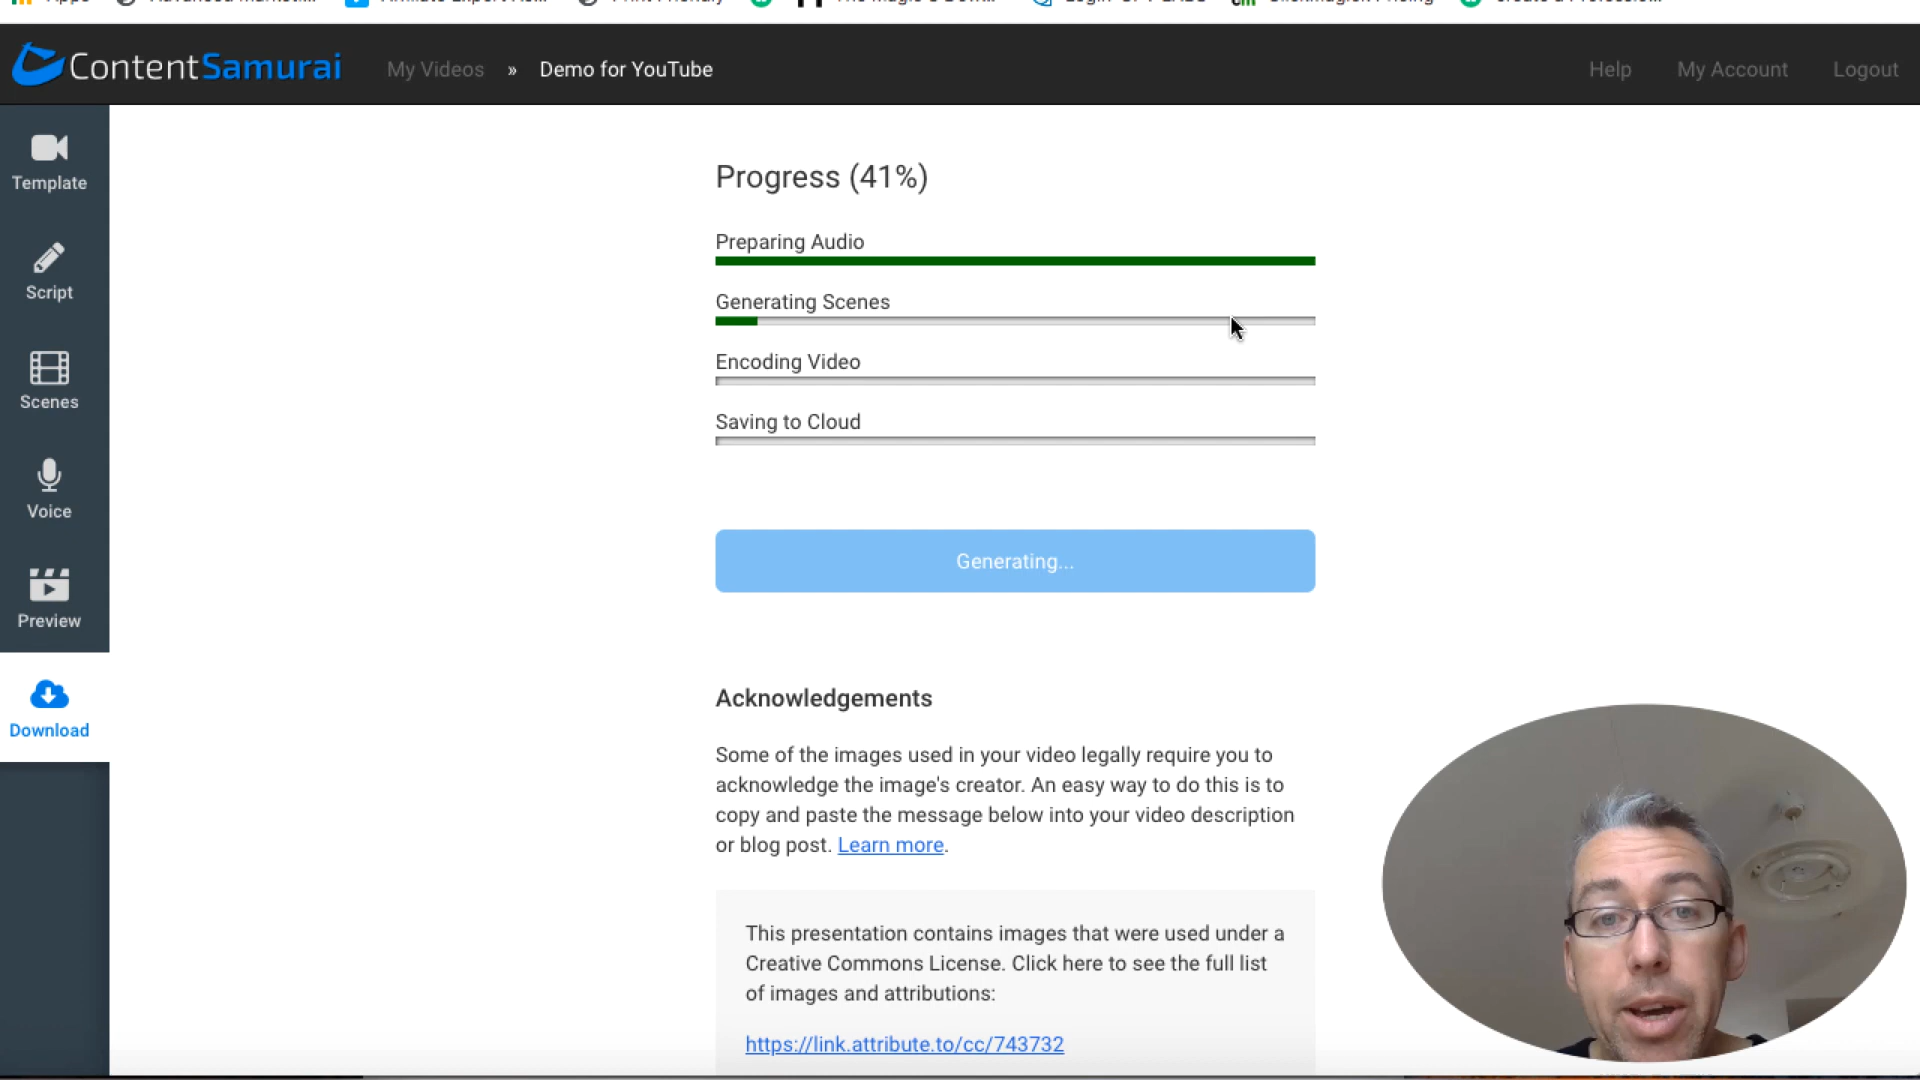 ContentSamurai My Videos » Demo for YouTube Help My Account Logout
Template
Script
Scenes
Voice
Preview
Download
Progress (41%)
Preparing Audio
Generating Scenes
Encoding Video
Saving to Cloud
Generating...
Acknowledgements
Some of the images used in your video legally require you to
acknowledge the image's creator. An easy way to do this is to
copy and paste the message below into your video description
or blog post. Learn more.
This presentation contains images that were used under a
Creative Commons License. Click here to see the full list
of images and attributions:
https://link.attribute.to/cc/743732